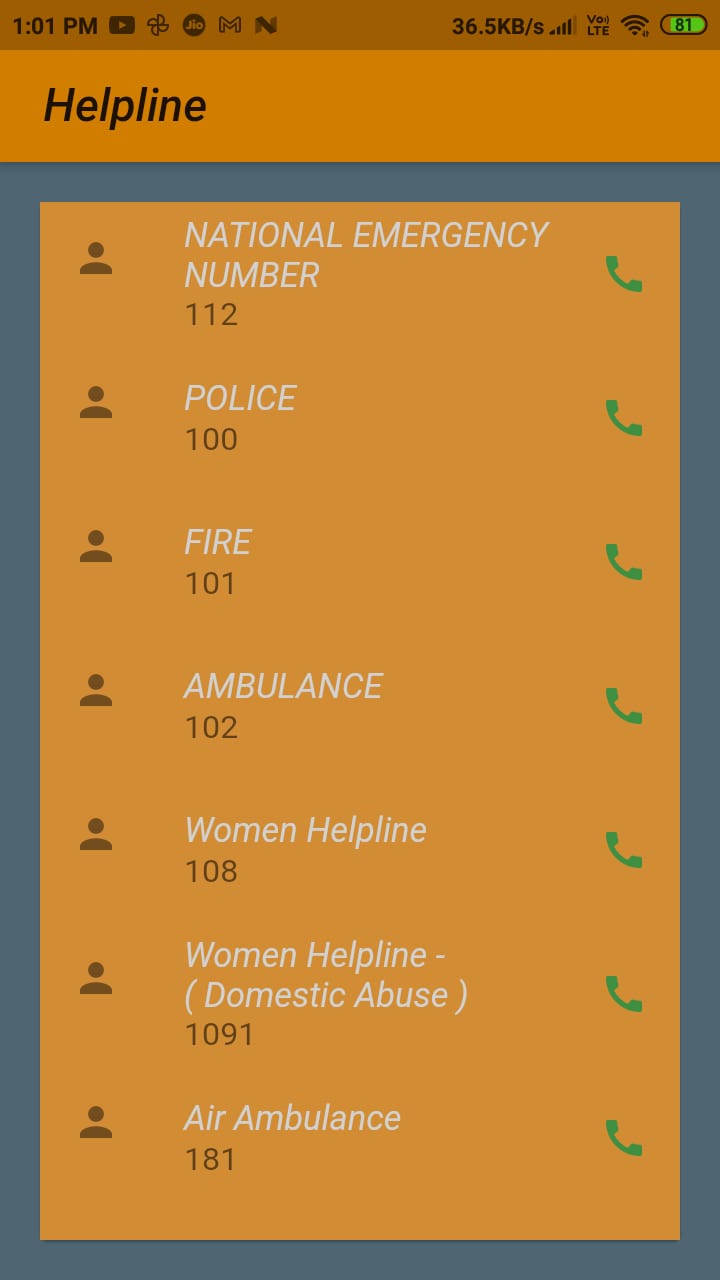 1:01 PM Jio 36.5KB/s Vo) LTE 81
Helpline
NATIONAL EMERGENCY
NUMBER
112
POLICE
100
FIRE
101
AMBULANCE
102
Women Helpline
108
Women Helpline -
( Domestic Abuse )
1091
Air Ambulance
181